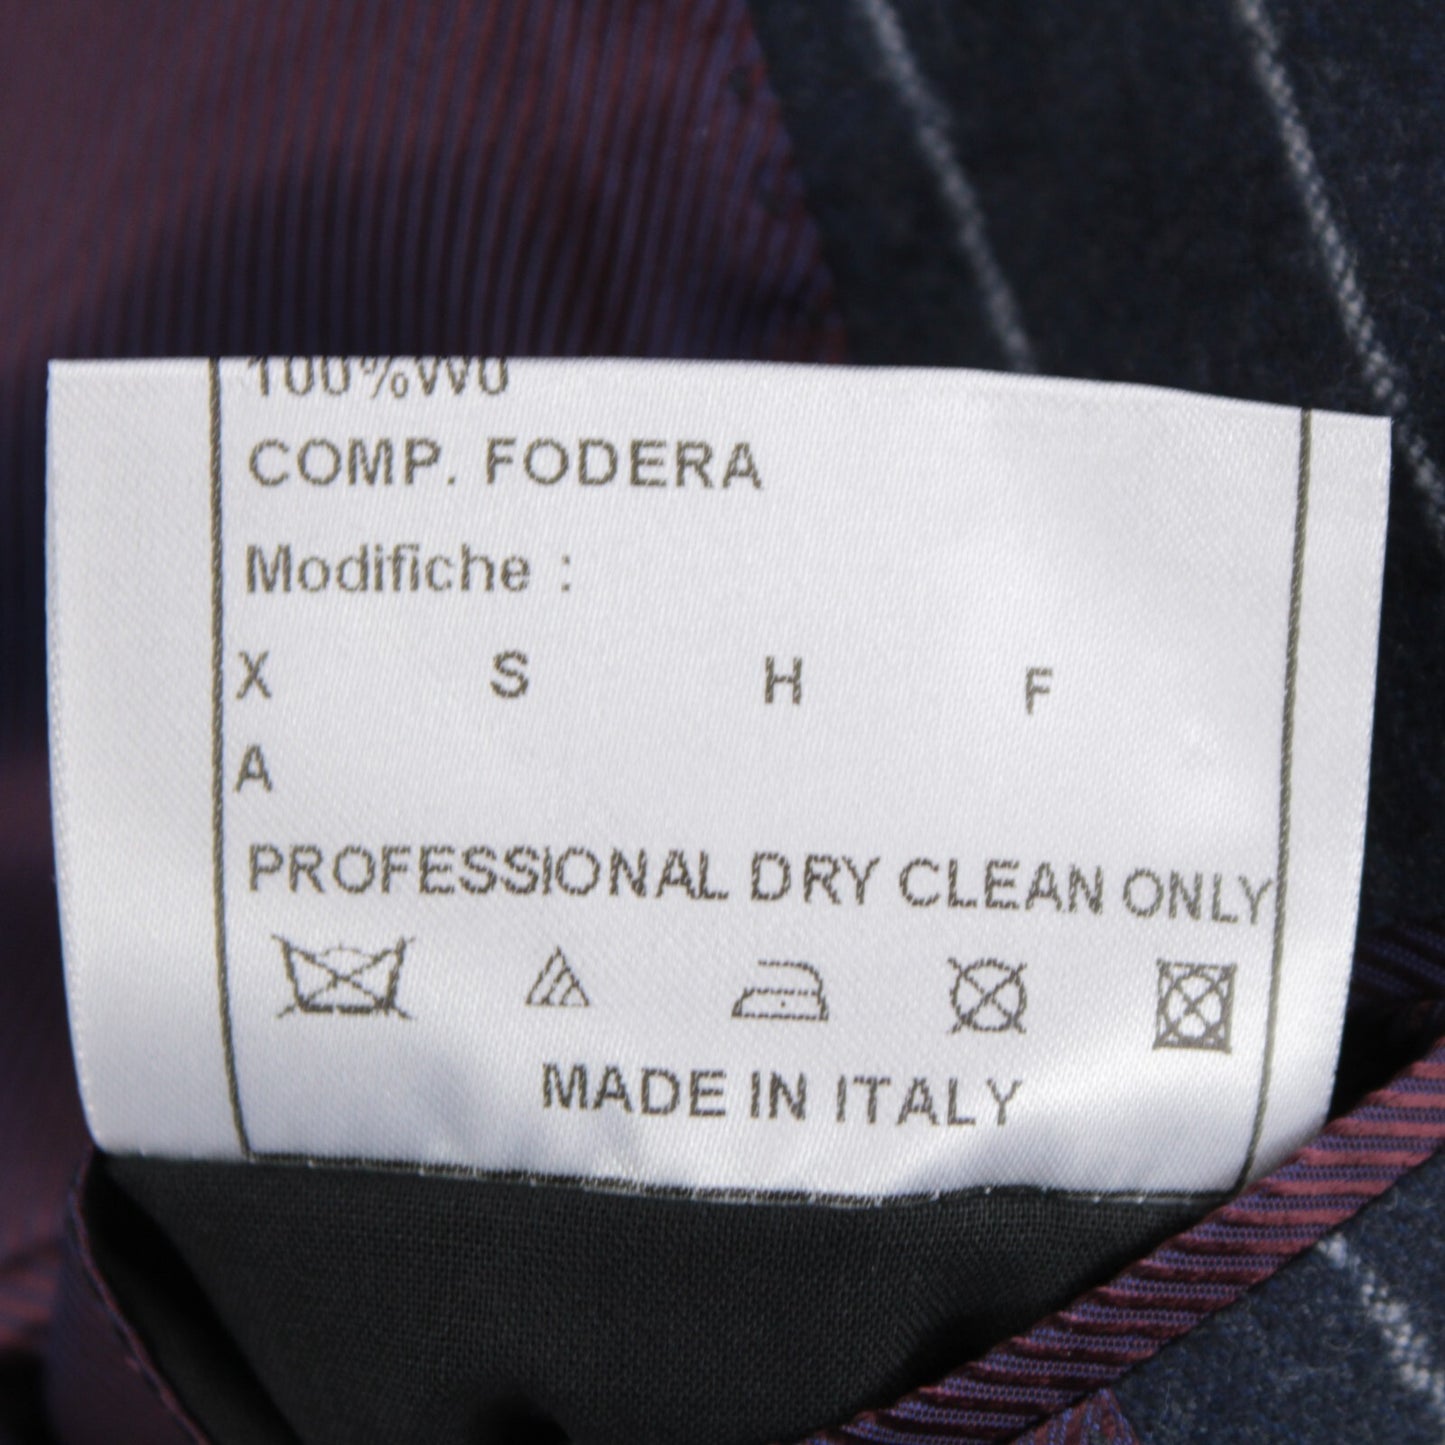 100%WO
COMP. FODERA
Modifiche :
X S H F
A
PROFESSIONAL DRY CLEAN ONLY
MADE IN ITALY